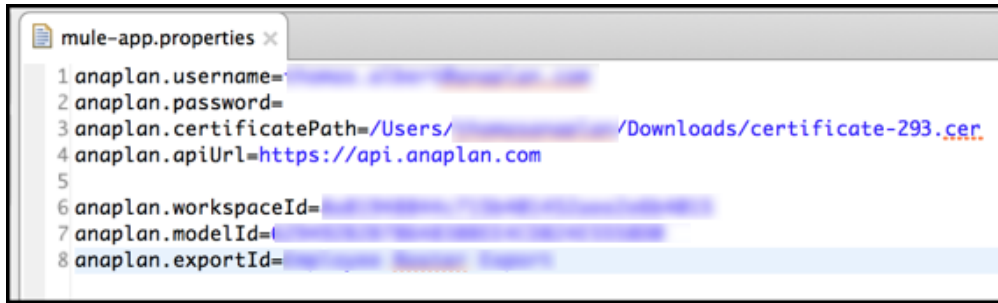 mule-app.properties
1 anaplan.username=
2 anaplan.password=
3 anaplan.certificatePath=/Users/ /Downloads/certificate-293.cer
4 anaplan.apiUrl=https://api.anaplan.com
5
6 anaplan.workspaceId=
7 anaplan.modelId=
8 anaplan.exportId=